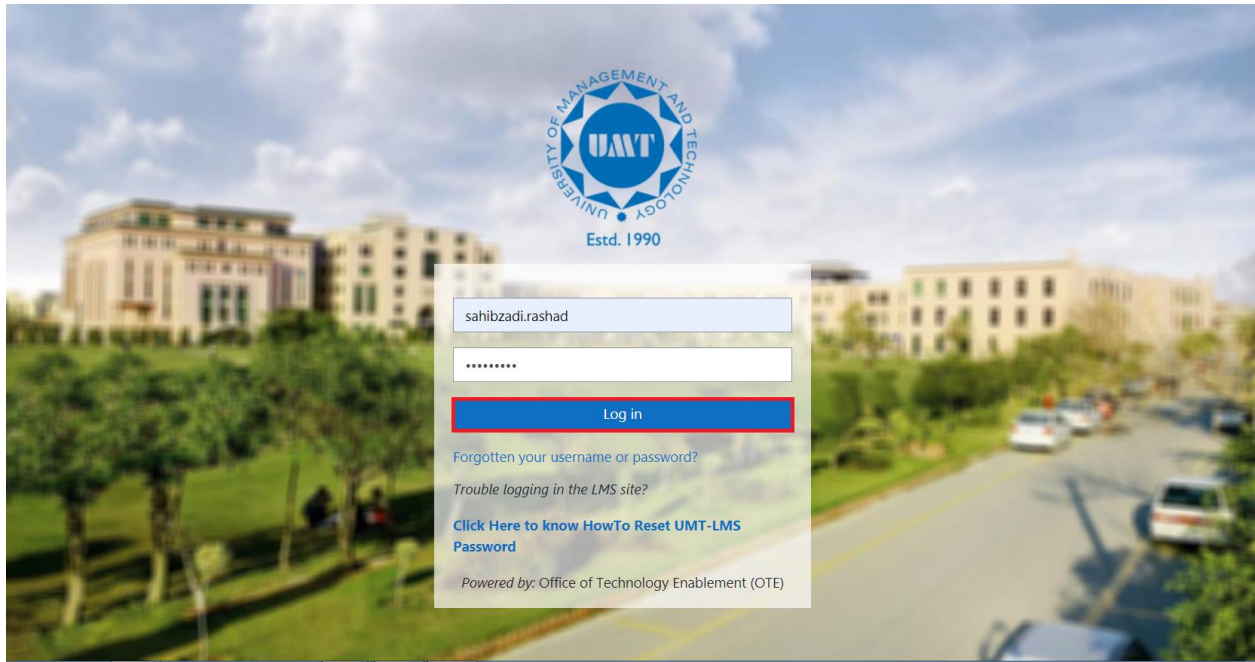 UNIVERSITY OF MANAGEMENT AND TECHNOLOGY
UMT
Estd. 1990
sahibzadi.rashad
•••••••••
Log in
Forgotten your username or password?
Trouble logging in the LMS site?
Click Here to know HowTo Reset UMT-LMS
Password
Powered by: Office of Technology Enablement (OTE)